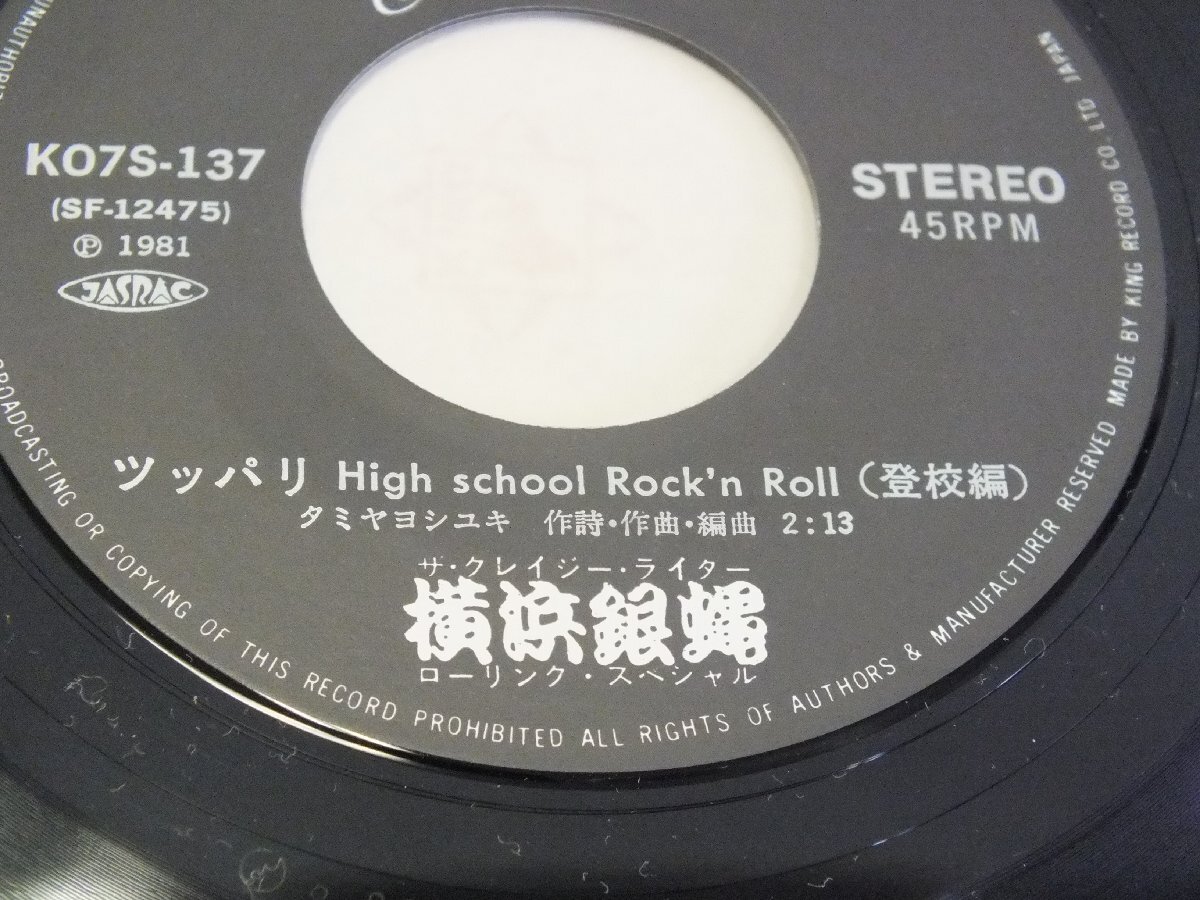 K07S-137
(SF-12475)
Ⓟ 1981
JASRAC
STEREO
45RPM
ツッパリ High school Rock'n Roll (登校編)
タミヤヨシユキ 作詩・作曲・編曲 2:13
ザ・クレイジー・ライダー
横浜銀蝿
ローリング・スペシャル
BROADCASTING OR COPYING OF THIS RECORD PROHIBITED ALL RIGHTS OF AUTHORS & MANUFACTURER RESERVED MADE BY KING RECORD CO. LTD JAPAN